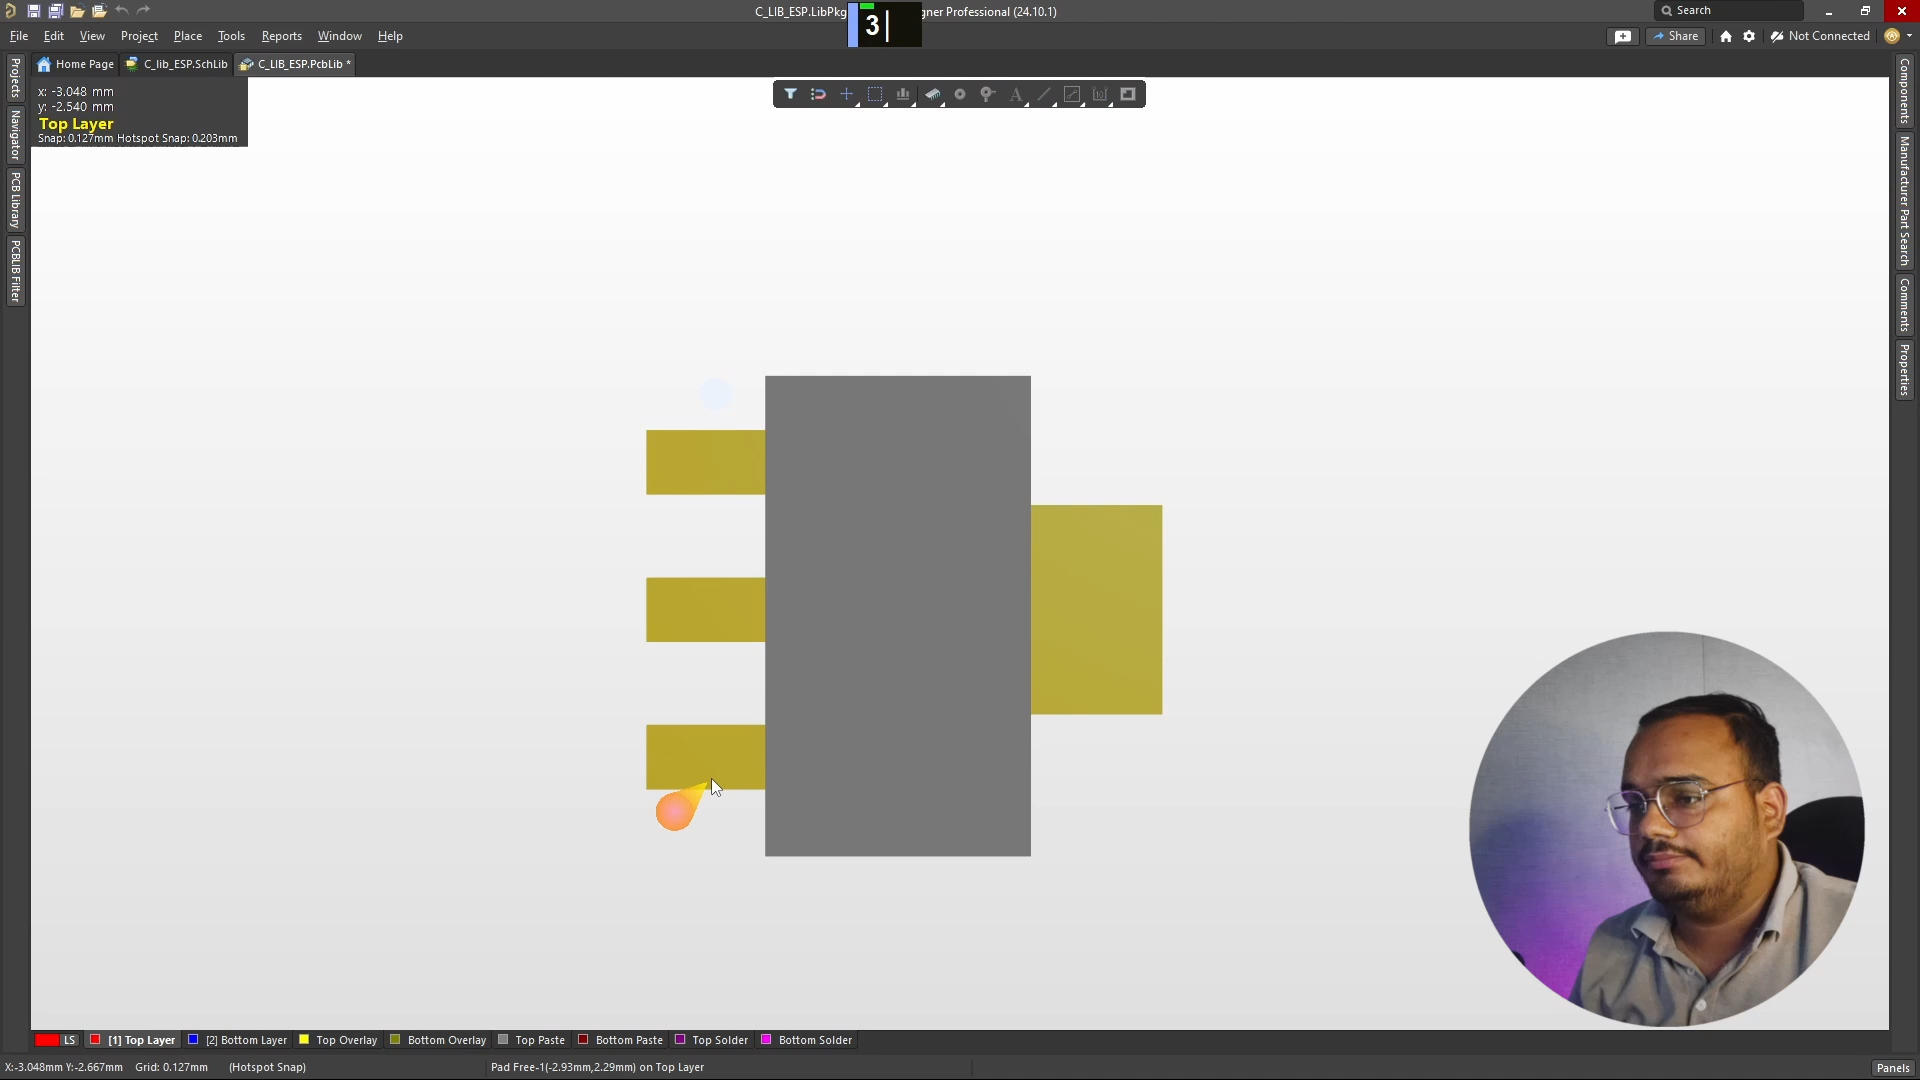 C_LIB_ESP.LibPkg
gner Professional (24.10.1)
3
Search
File Edit View Project Place Tools Reports Window Help
Share
Not Connected
Home Page
C_lib_ESP.SchLib
C_LIB_ESP.PcbLib *
x: -3.048 mm
y: -2.540 mm
Top Layer
Snap: 0.127mm Hotspot Snap: 0.203mm
Projects
Navigator
PCB Library
PCBLIB Filter
Components
Manufacturer Part Search
Comments
Properties
LS [1] Top Layer [2] Bottom Layer Top Overlay Bottom Overlay Top Paste Bottom Paste Top Solder Bottom Solder
X:-3.048mm Y:-2.667mm Grid: 0.127mm (Hotspot Snap) Pad Free-1(-2.93mm,2.29mm) on Top Layer
Panels